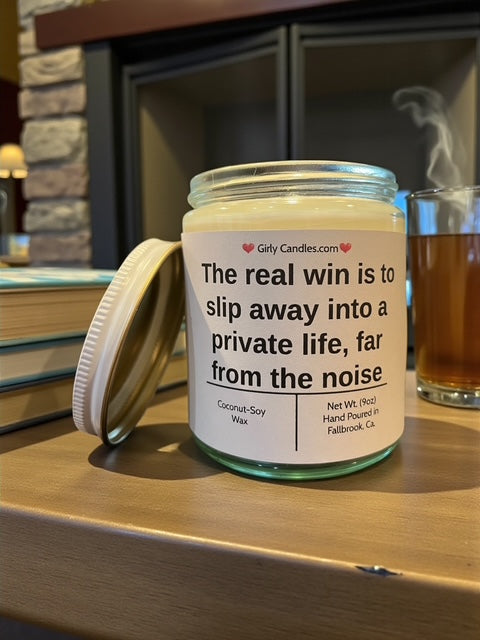 ❤Girly Candles.com❤
The real win is to
slip away into a
private life, far
from the noise
Coconut-Soy
Wax
Net Wt. (9oz)
Hand Poured in
Fallbrook, Ca.